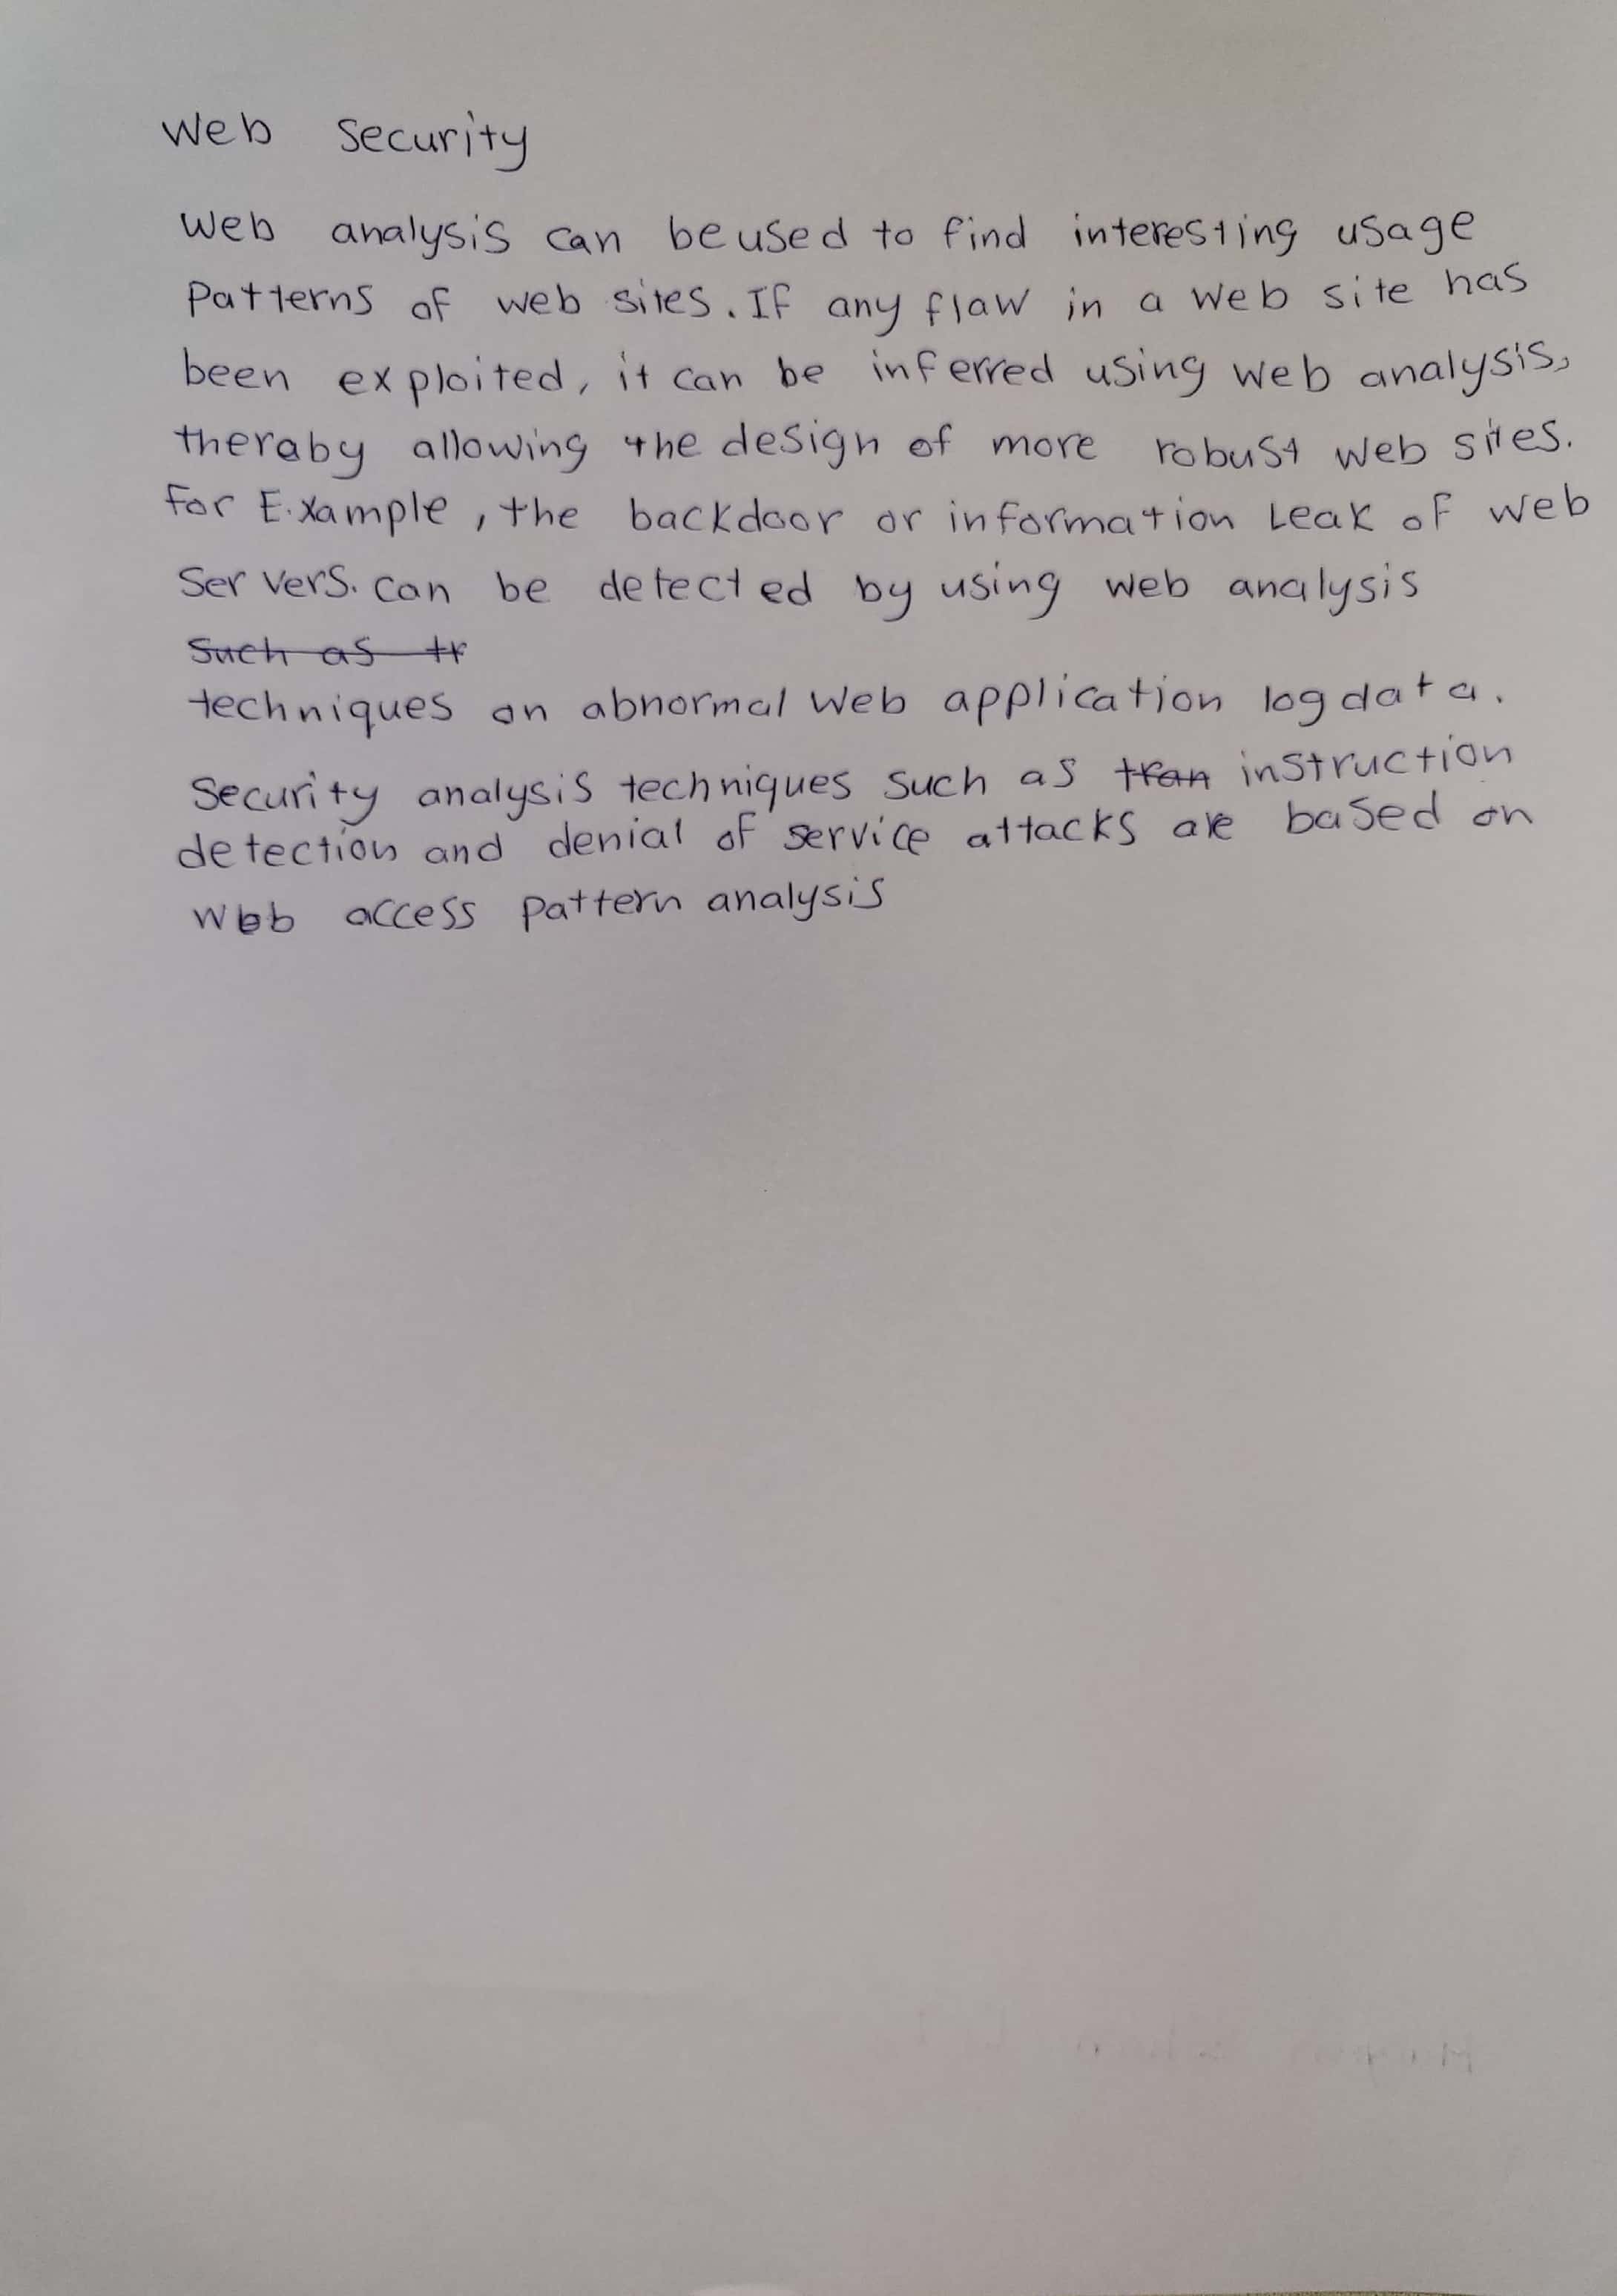 Web Security
Web analysis can be used to find interesting usage
Patterns of web sites. If any flaw in a web site has
been exploited, it can be inferred using web analysis,
theraby allowing the design of more robust web sites.
for E.xample, the backdoor or information Leak of web
Servers. can be detected by using web analysis
Such as tr
techniques on abnormal web application log data.
Security analysis techniques such as tran instruction
detection and denial of service attacks are based on
Web access pattern analysis